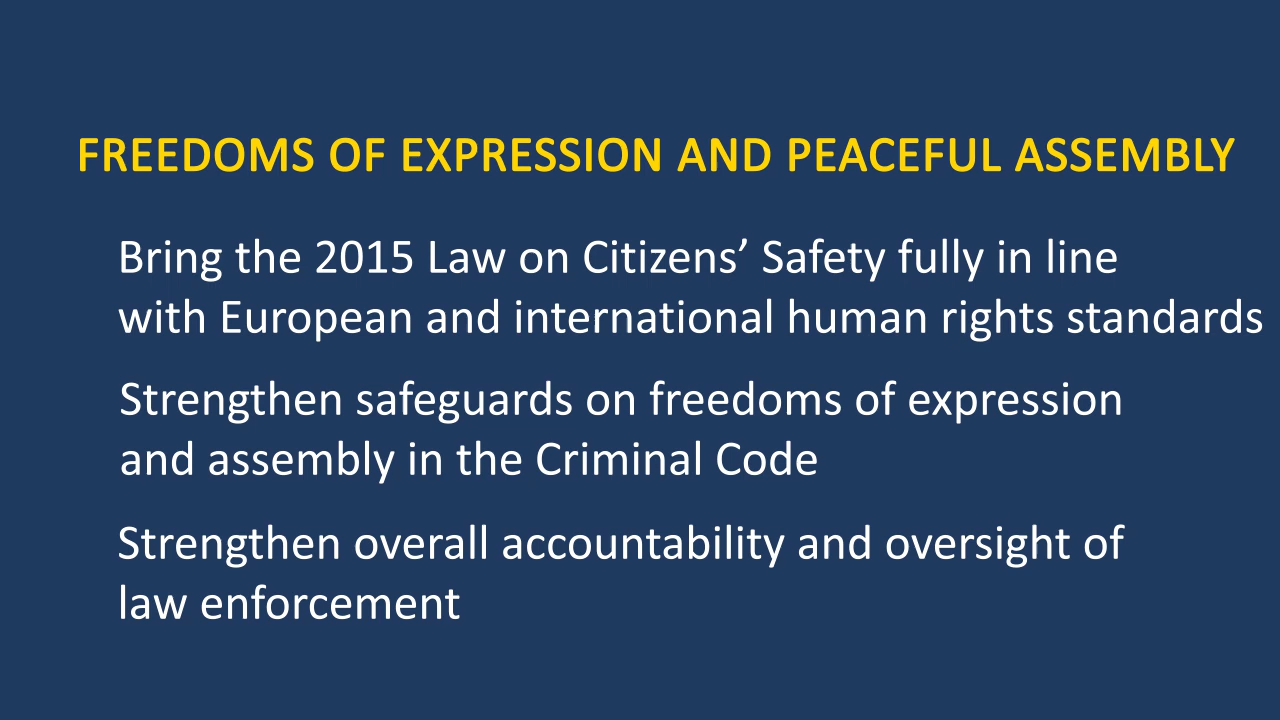 FREEDOMS OF EXPRESSION AND PEACEFUL ASSEMBLY
Bring the 2015 Law on Citizens’ Safety fully in line
with European and international human rights standards
Strengthen safeguards on freedoms of expression
and assembly in the Criminal Code
Strengthen overall accountability and oversight of
law enforcement